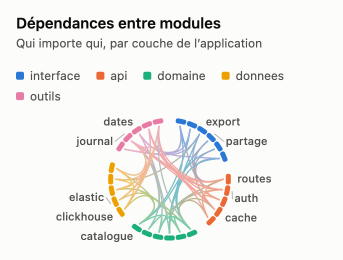 Dépendances entre modules
Qui importe qui, par couche de l'application
interface api domaine donnees
outils
dates export
journal partage
routes
elastic auth
clickhouse cache
catalogue